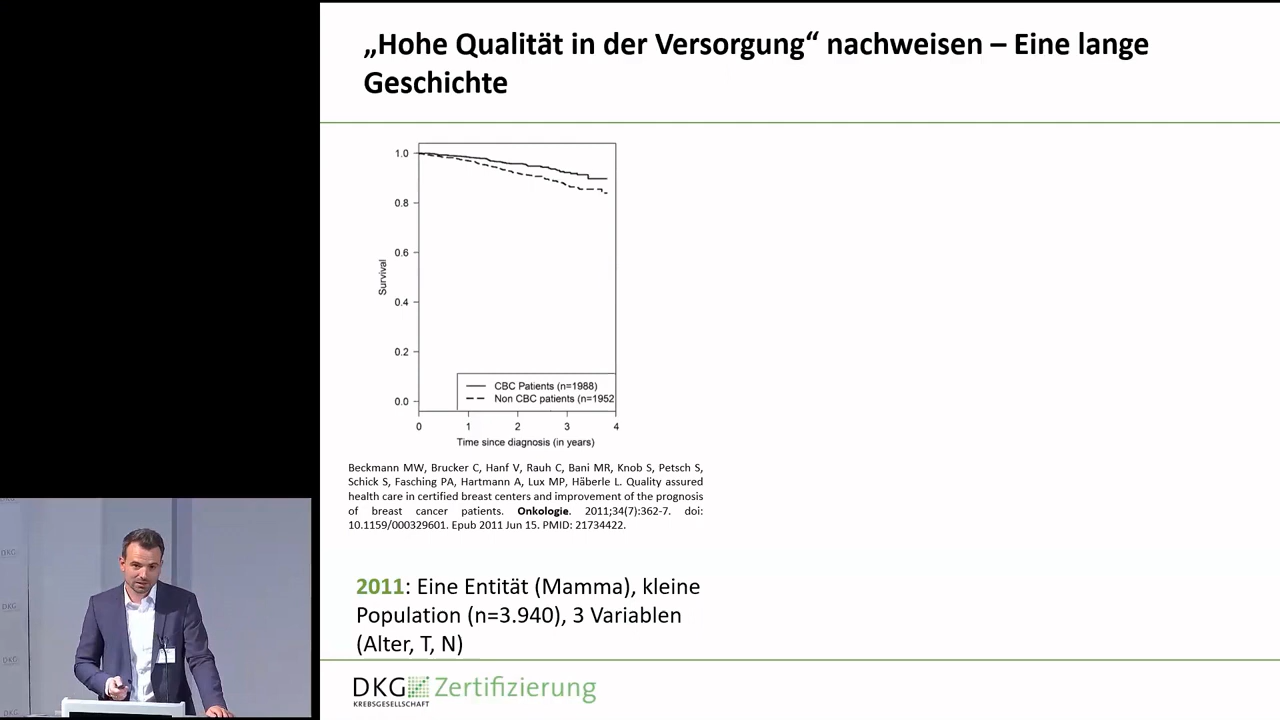 „Hohe Qualität in der Versorgung“ nachweisen – Eine lange
Geschichte
1.0
0.8
0.6
0.4
0.2
0.0
Survival
CBC Patients (n=1988)
Non CBC patients (n=1952
0 1 2 3 4
Time since diagnosis (in years)
Beckmann MW, Brucker C, Hanf V, Rauh C, Bani MR, Knob S, Petsch S,
Schick S, Fasching PA, Hartmann A, Lux MP, Häberle L. Quality assured
health care in certified breast centers and improvement of the prognosis
of breast cancer patients. Onkologie. 2011;34(7):362-7. doi:
10.1159/000329601. Epub 2011 Jun 15. PMID: 21734422.
2011: Eine Entität (Mamma), kleine
Population (n=3.940), 3 Variablen
(Alter, T, N)
DKG Zertifizierung
KREBSGESELLSCHAFT
DKG
DKG
DKG
DKG